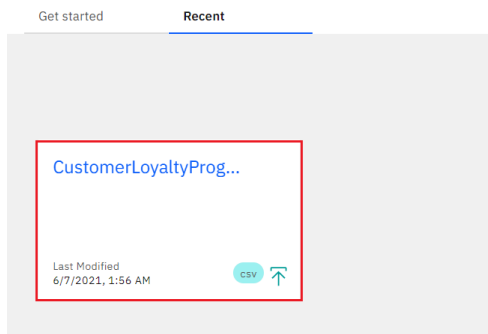 Get started
Recent
CustomerLoyaltyProg...
Last Modified
6/7/2021, 1:56 AM
csv